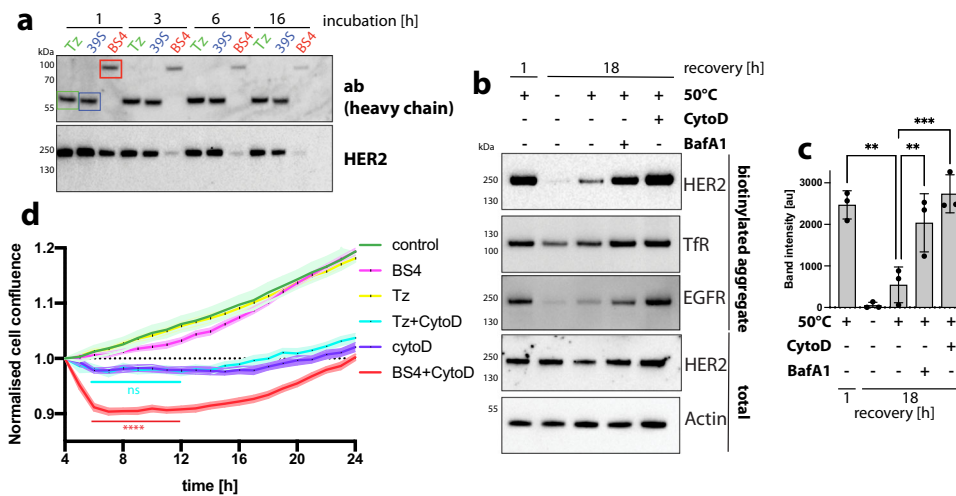 a
1 3 6 16 incubation [h]
Tz 39S BS4 Tz 39S BS4 Tz 39S BS4 Tz 39S BS4
kDa
100
70
55
ab
(heavy chain)
250
130
HER2
b
1 18 recovery [h]
+ - + + + 50°C
- - - - + CytoD
- - - + - BafA1
kDa
250
130
HER2
130
100
TfR
250
130
EGFR
biotinylated aggregate
250
130
HER2
55
Actin
total
c
*** 
** **
Band intensity [au]
3000
2000
1000
0
50°C + - + + +
CytoD - - - - +
BafA1 - - - + -
1 18
recovery [h]
d
Normalised cell confluence
1.2
1.1
1.0
0.9
4 8 12 16 20 24
time [h]
ns
****
control
BS4
Tz
Tz+CytoD
cytoD
BS4+CytoD